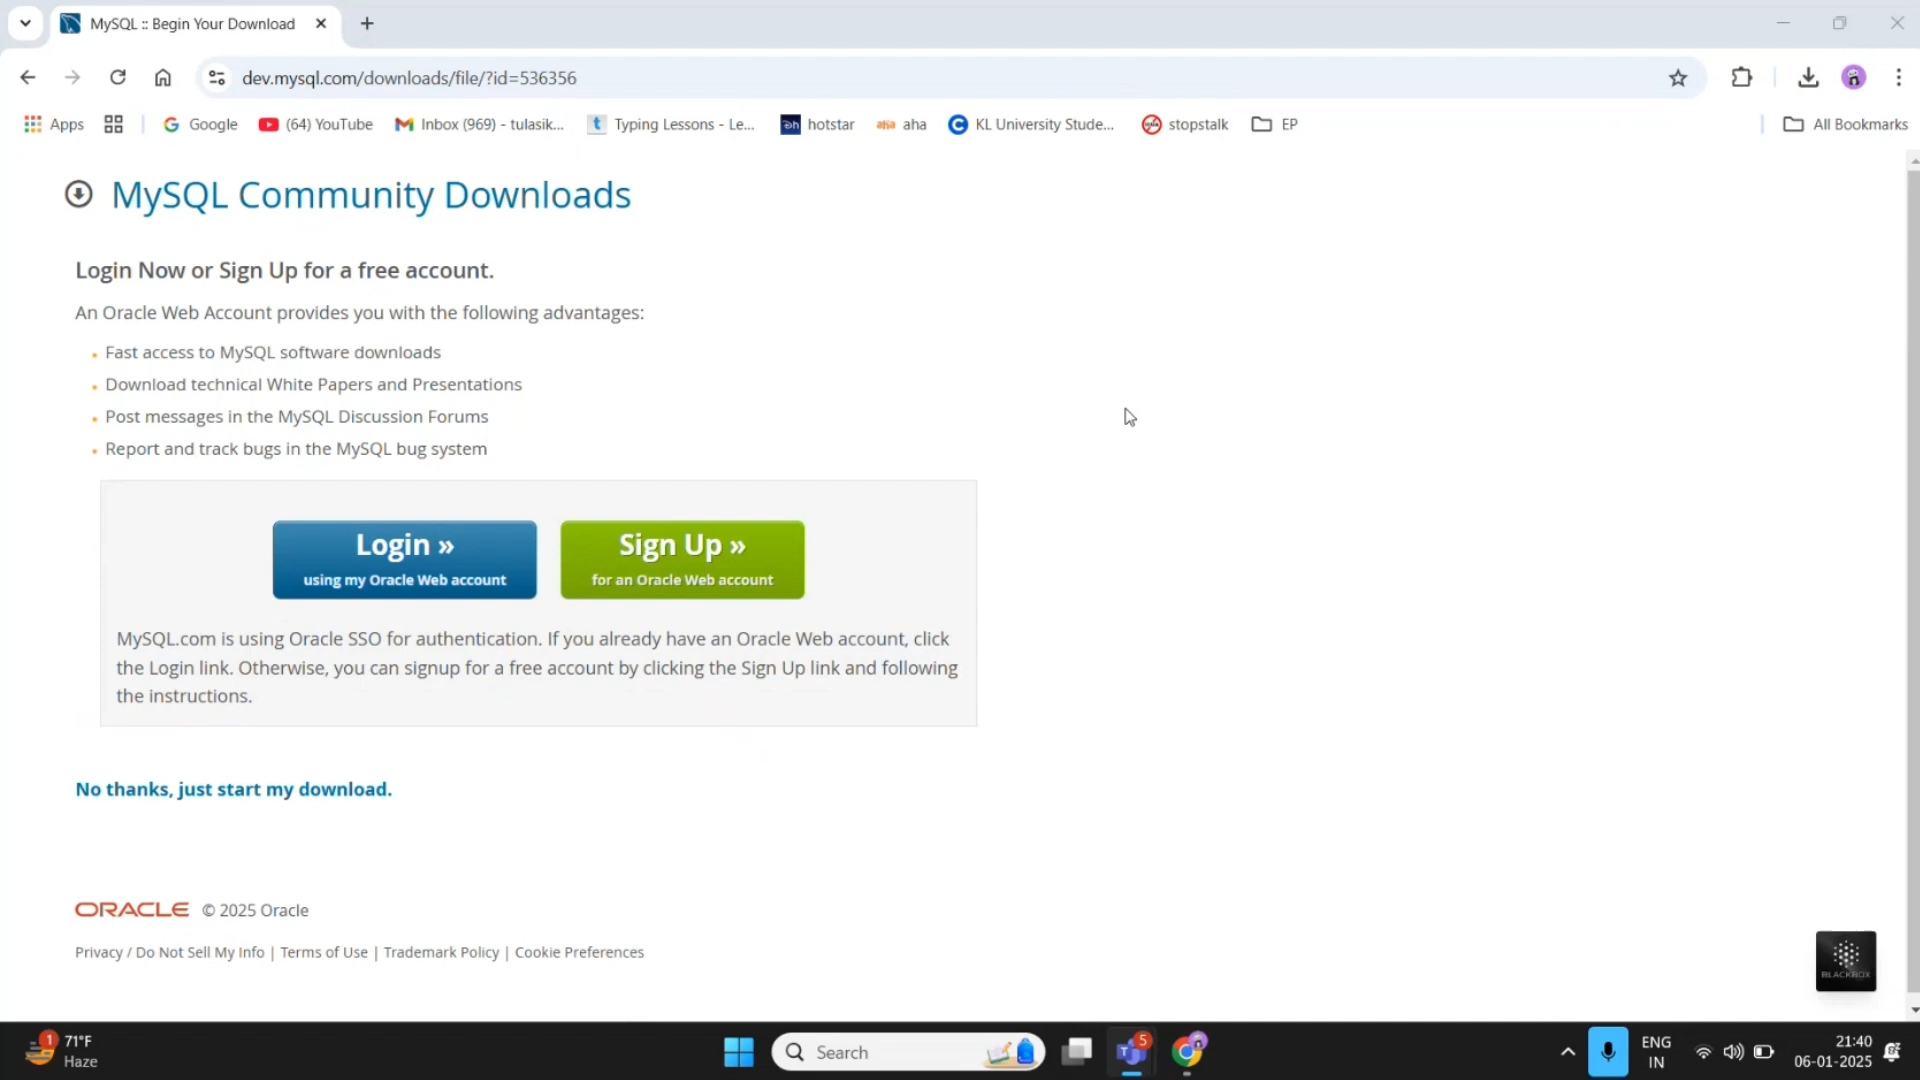 MySQL :: Begin Your Download
dev.mysql.com/downloads/file/?id=536356
Apps
Google
(64) YouTube
Inbox (969) - tulasik...
Typing Lessons - Le...
hotstar
aha
KL University Stude...
stopstalk
EP
All Bookmarks
MySQL Community Downloads
Login Now or Sign Up for a free account.
An Oracle Web Account provides you with the following advantages:
Fast access to MySQL software downloads
Download technical White Papers and Presentations
Post messages in the MySQL Discussion Forums
Report and track bugs in the MySQL bug system
Login »
using my Oracle Web account
Sign Up »
for an Oracle Web account
MySQL.com is using Oracle SSO for authentication. If you already have an Oracle Web account, click
the Login link. Otherwise, you can signup for a free account by clicking the Sign Up link and following
the instructions.
No thanks, just start my download.
ORACLE © 2025 Oracle
Privacy / Do Not Sell My Info | Terms of Use | Trademark Policy | Cookie Preferences
BLACKBOX
1
71°F
Haze
Search
5
ENG
IN
21:40
06-01-2025